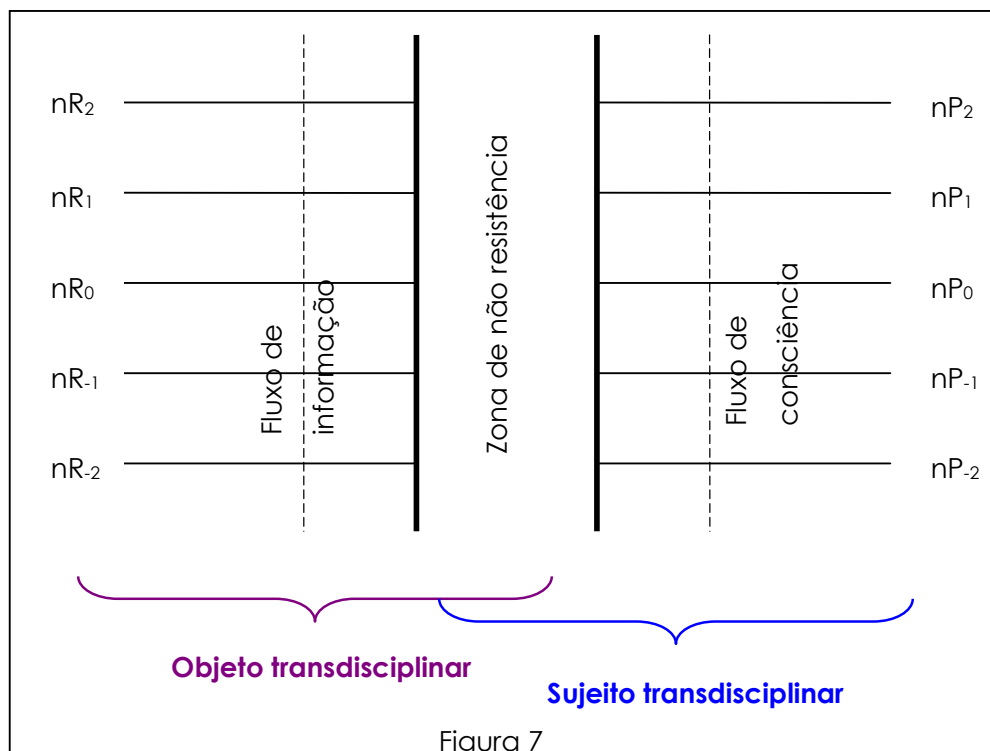 nR₂
nP₂
nR₁
nP₁
nR₀
nP₀
nR₋₁
nP₋₁
nR₋₂
nP₋₂
Fluxo de
informação
Zona de não resistência
Fluxo de
consciência
Objeto transdisciplinar
Sujeito transdisciplinar
Figura 7